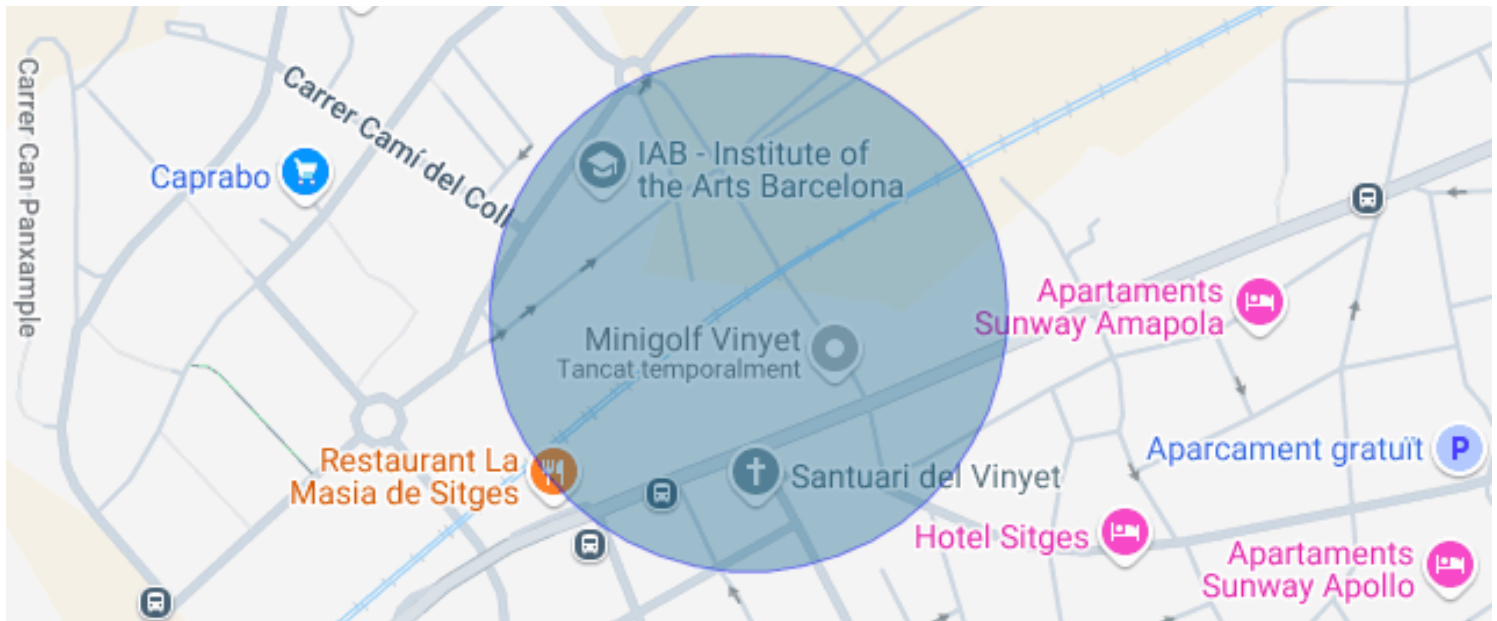 Carrer Can Panxample
Carrer Camí del Coll
Caprabo
IAB - Institute of
the Arts Barcelona
Apartaments
Sunway Amapola
Minigolf Vinyet
Tancat temporalment
Restaurant La
Masia de Sitges
Santuari del Vinyet
Aparcament gratuït
P
Hotel Sitges
Apartaments
Sunway Apollo